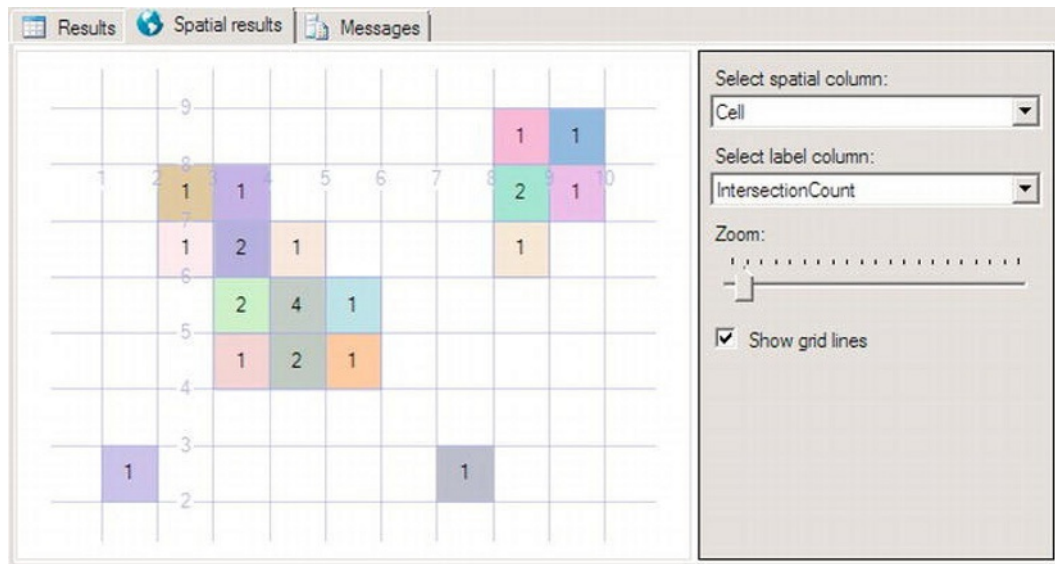 Results Spatial results Messages
Select spatial column:
Cell
Select label column:
IntersectionCount
Zoom:
Show grid lines
9
1 1
8
1 2 3 4 5 6 7 8 9 10
1 1 2 1
7
1 2 1 1
6
2 4 1
5
1 2 1
4
3
1 1
2